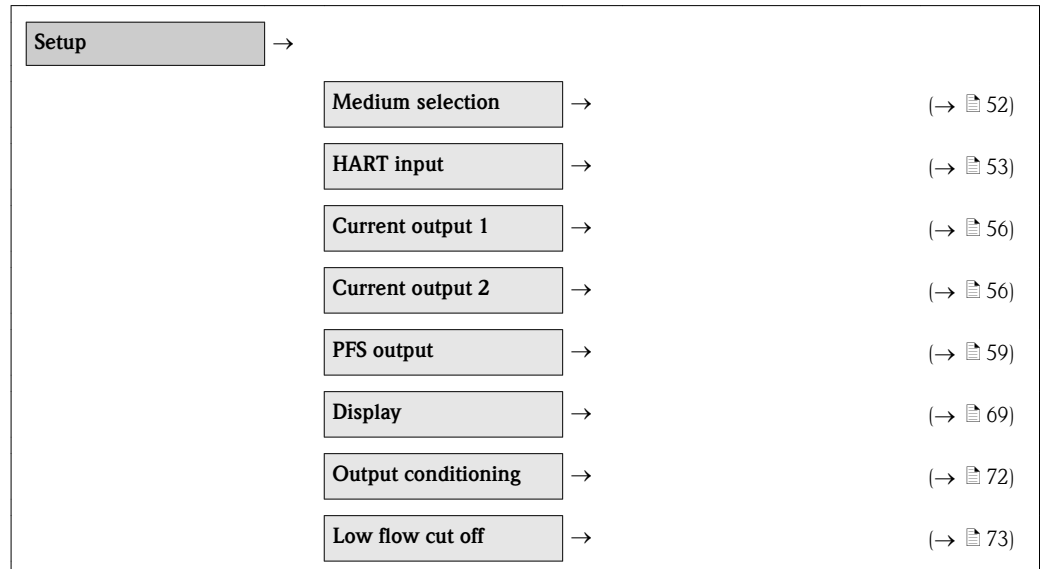 Setup →
Medium selection → (→ 🖹 52)
HART input → (→ 🖹 53)
Current output 1 → (→ 🖹 56)
Current output 2 → (→ 🖹 56)
PFS output → (→ 🖹 59)
Display → (→ 🖹 69)
Output conditioning → (→ 🖹 72)
Low flow cut off → (→ 🖹 73)